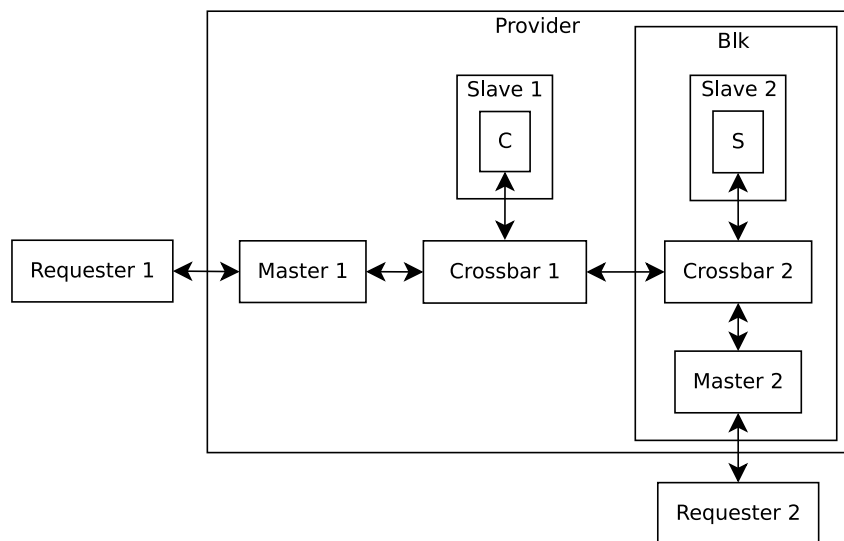 Provider
Blk
Slave 1
Slave 2
C
S
Requester 1
Master 1
Crossbar 1
Crossbar 2
Master 2
Requester 2